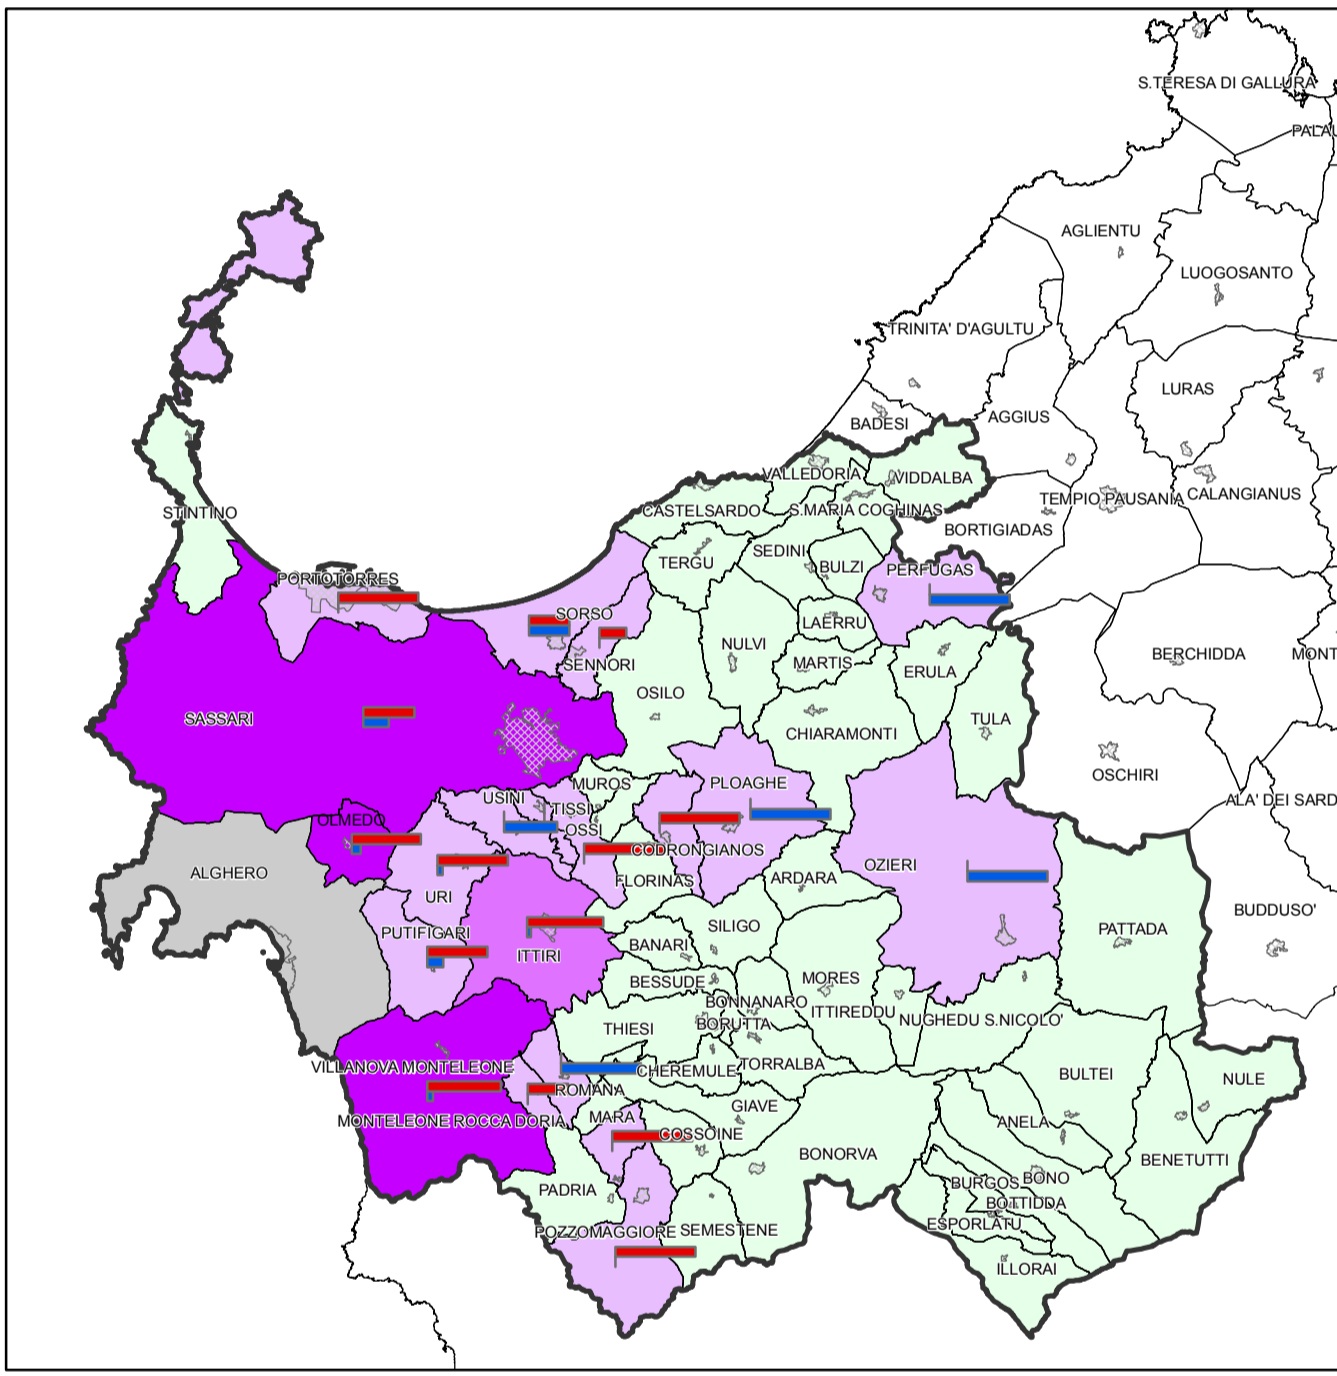 S.TERESA DI GALLURA
PALAU
AGLIENTU
LUOGOSANTO
TRINITA' D'AGULTU
LURAS
BADESI
AGGIUS
VALLEDORIA
VIDDALBA
TEMPIO PAUSANIA
CALANGIANUS
CASTELSARDO
S.MARIA COGHINAS
STINTINO
BORTIGIADAS
SEDINI
TERGU
BULZI
PERFUGAS
PORTOTORRES
SORSO
LAERRU
NULVI
BERCHIDDA
MONT
SENNORI
MARTIS
ERULA
OSILO
SASSARI
TULA
CHIARAMONTI
OSCHIRI
MUROS
PLOAGHE
USINI
ALA' DEI SARD
TISSI
OLMEDO
OSSI
CODRONGIANOS
ALGHERO
OZIERI
ARDARA
FLORINAS
URI
BUDDUSO'
SILIGO
PATTADA
PUTIFIGARI
BANARI
ITTIRI
BESSUDE
MORES
BONNANARO
ITTIREDDU
NUGHEDU S.NICOLO'
THIESI
BORUTTA
VILLANOVA MONTELEONE
CHEREMULE
TORRALBA
BULTEI
NULE
ROMANA
GIAVE
MARA
MONTELEONE ROCCA DORIA
ANELA
COSSOINE
BONORVA
BENETUTTI
BONO
BURGOS
PADRIA
BOTTIDDA
ESPORLATU
POZZOMAGGIORE
SEMESTENE
ILLORAI